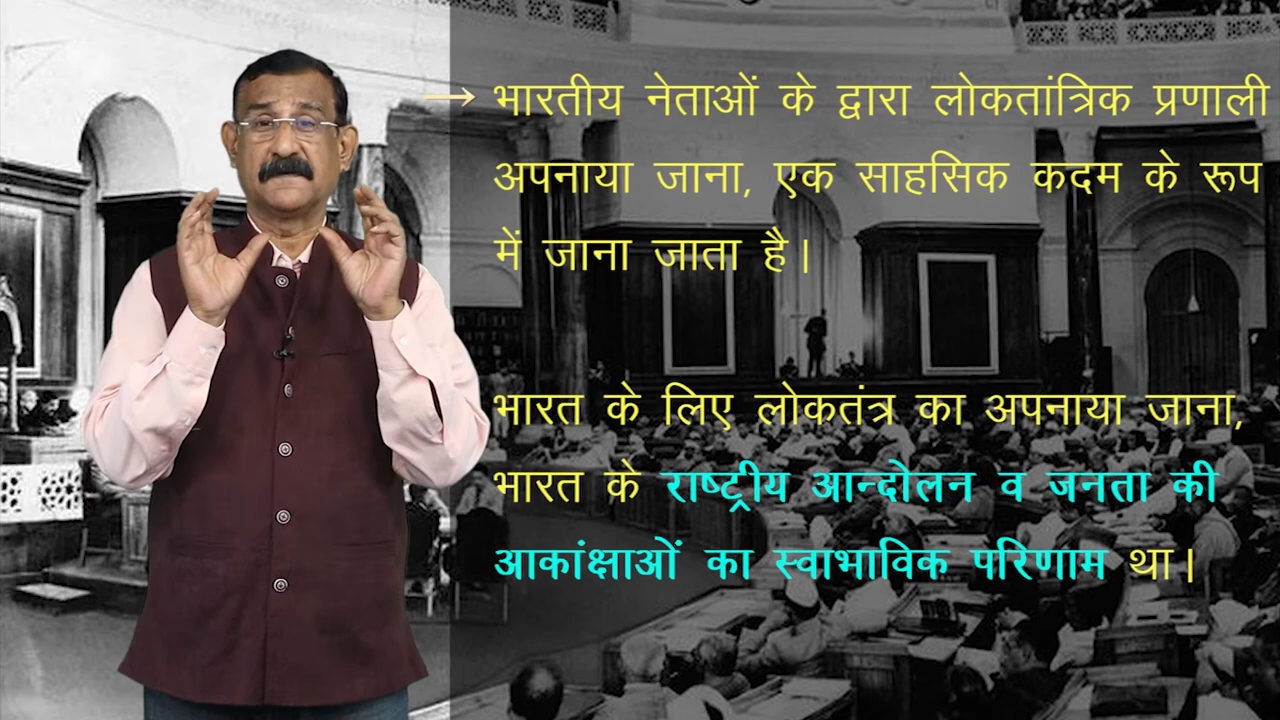 → भारतीय नेताओं के द्वारा लोकतांत्रिक प्रणाली
अपनाया जाना, एक साहसिक कदम के रूप
में जाना जाता है।
भारत के लिए लोकतंत्र का अपनाया जाना,
भारत के राष्ट्रीय आन्दोलन व जनता की
आकांक्षाओं का स्वाभाविक परिणाम था।